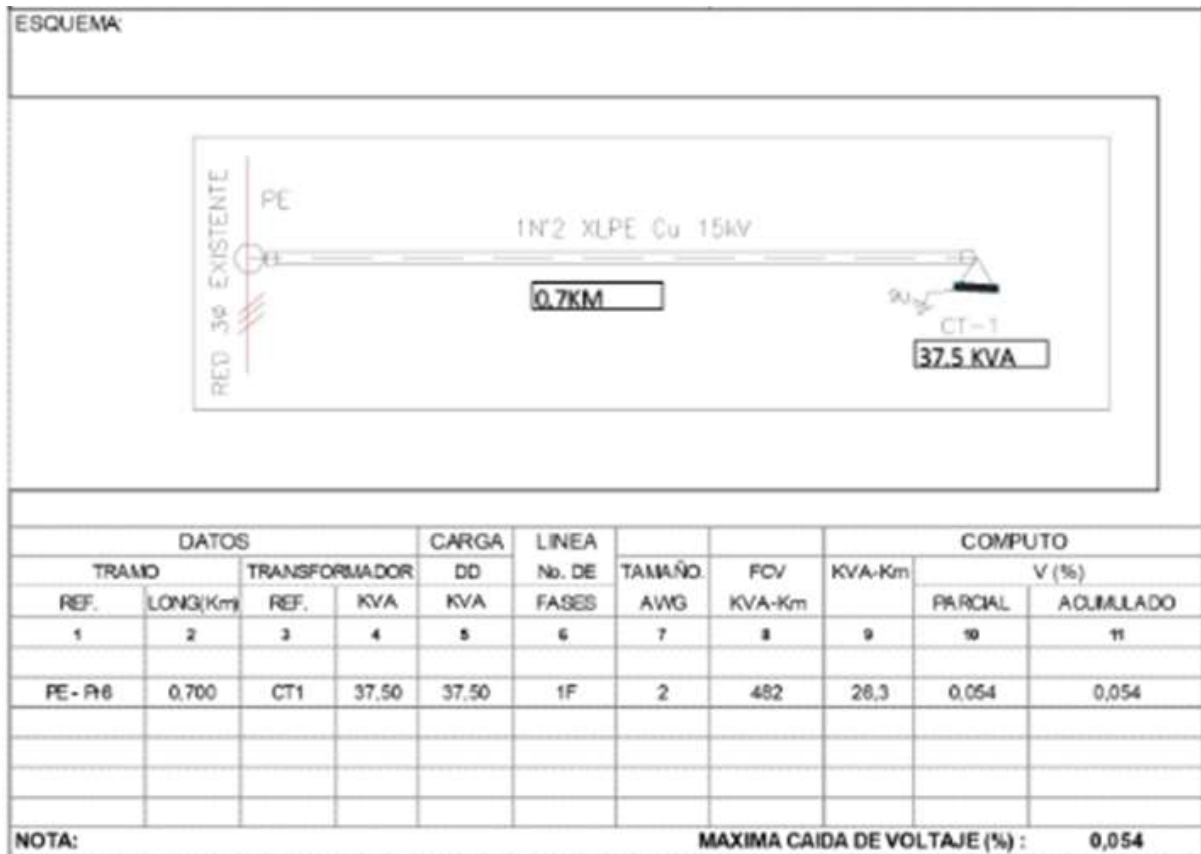 ESQUEMA:
RED 3Ø EXISTENTE
PE
1N°2 XLPE Cu 15kV
0.7KM
CT-1
37.5 KVA
DATOS CARGA LINEA COMPUTO
TRAMO TRANSFORMADOR DD No. DE TAMAÑO. FCV KVA-Km V (%)
REF. LONG(Km) REF. KVA KVA FASES AWG KVA-Km PARCIAL ACUMULADO
1 2 3 4 5 6 7 8 9 10 11
PE - Pt6 0,700 CT1 37,50 37,50 1F 2 482 26,3 0,054 0,054
NOTA: MAXIMA CAIDA DE VOLTAJE (%) : 0,054